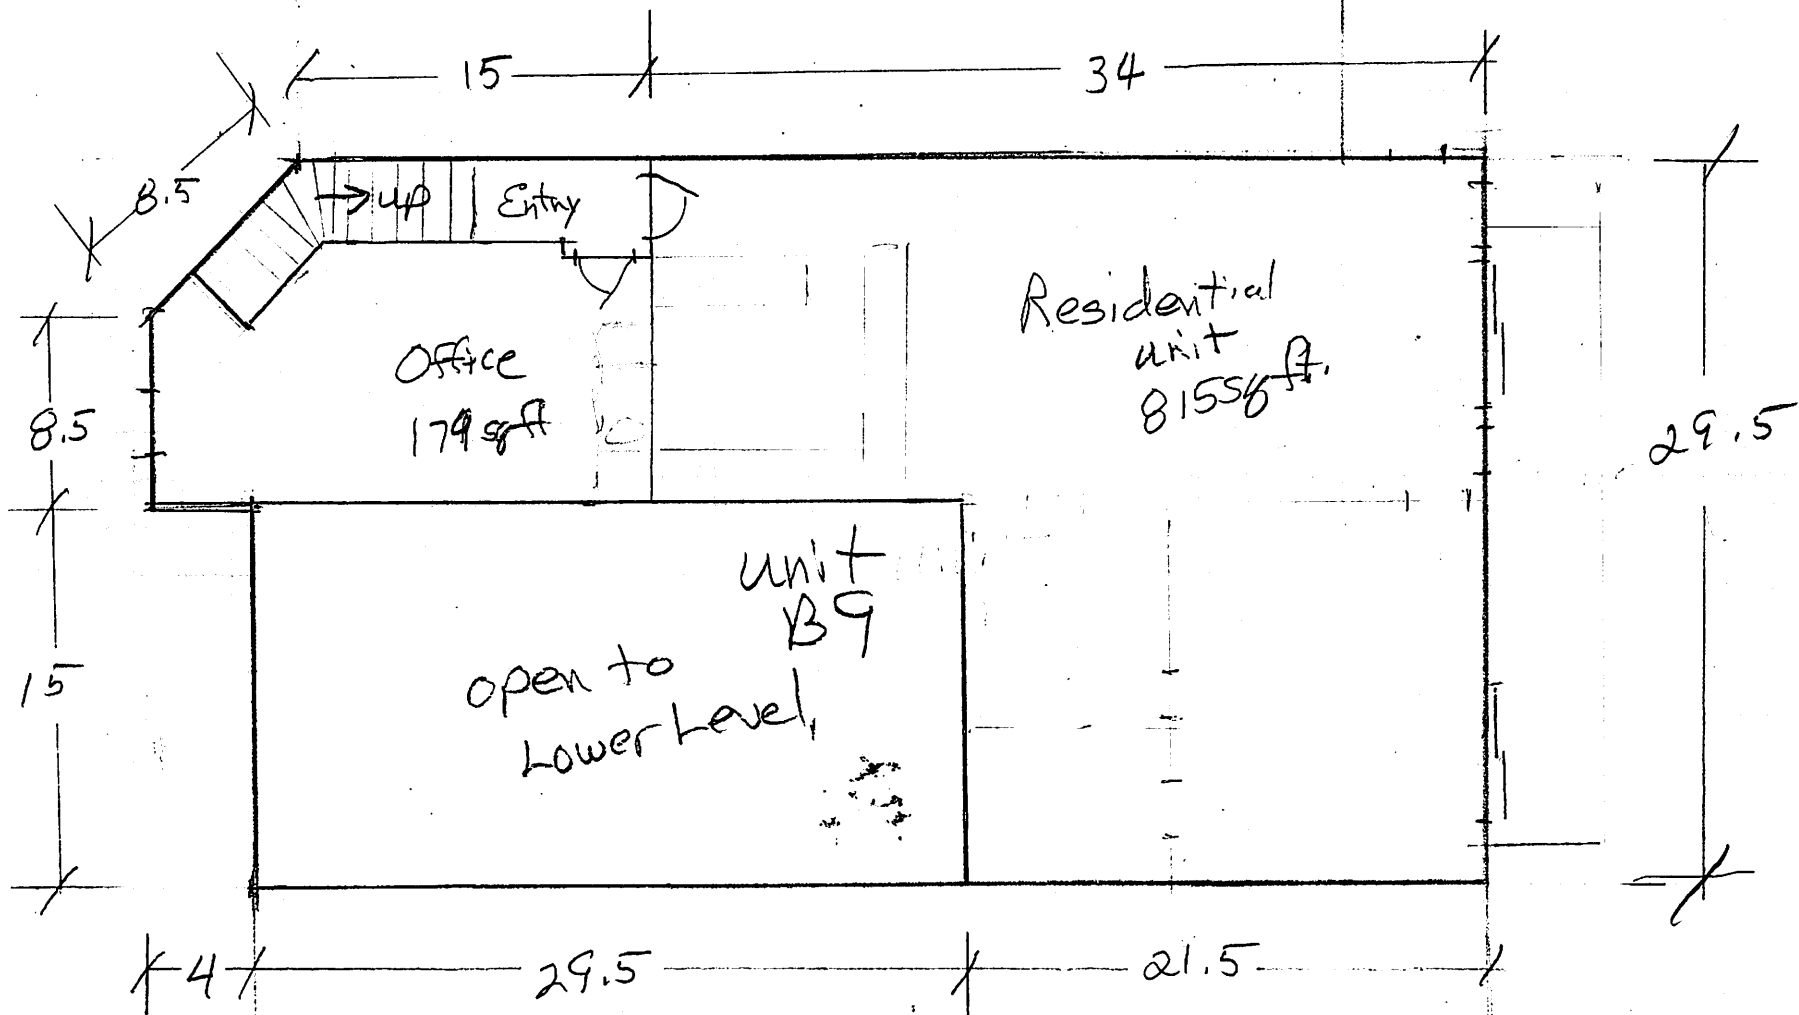 15
34
8.5
up
Entry
Residential
unit
815 sq ft.
Office
179 sq ft
8.5
29.5
unit
B9
open to
Lower Level,
15
4
29.5
21.5